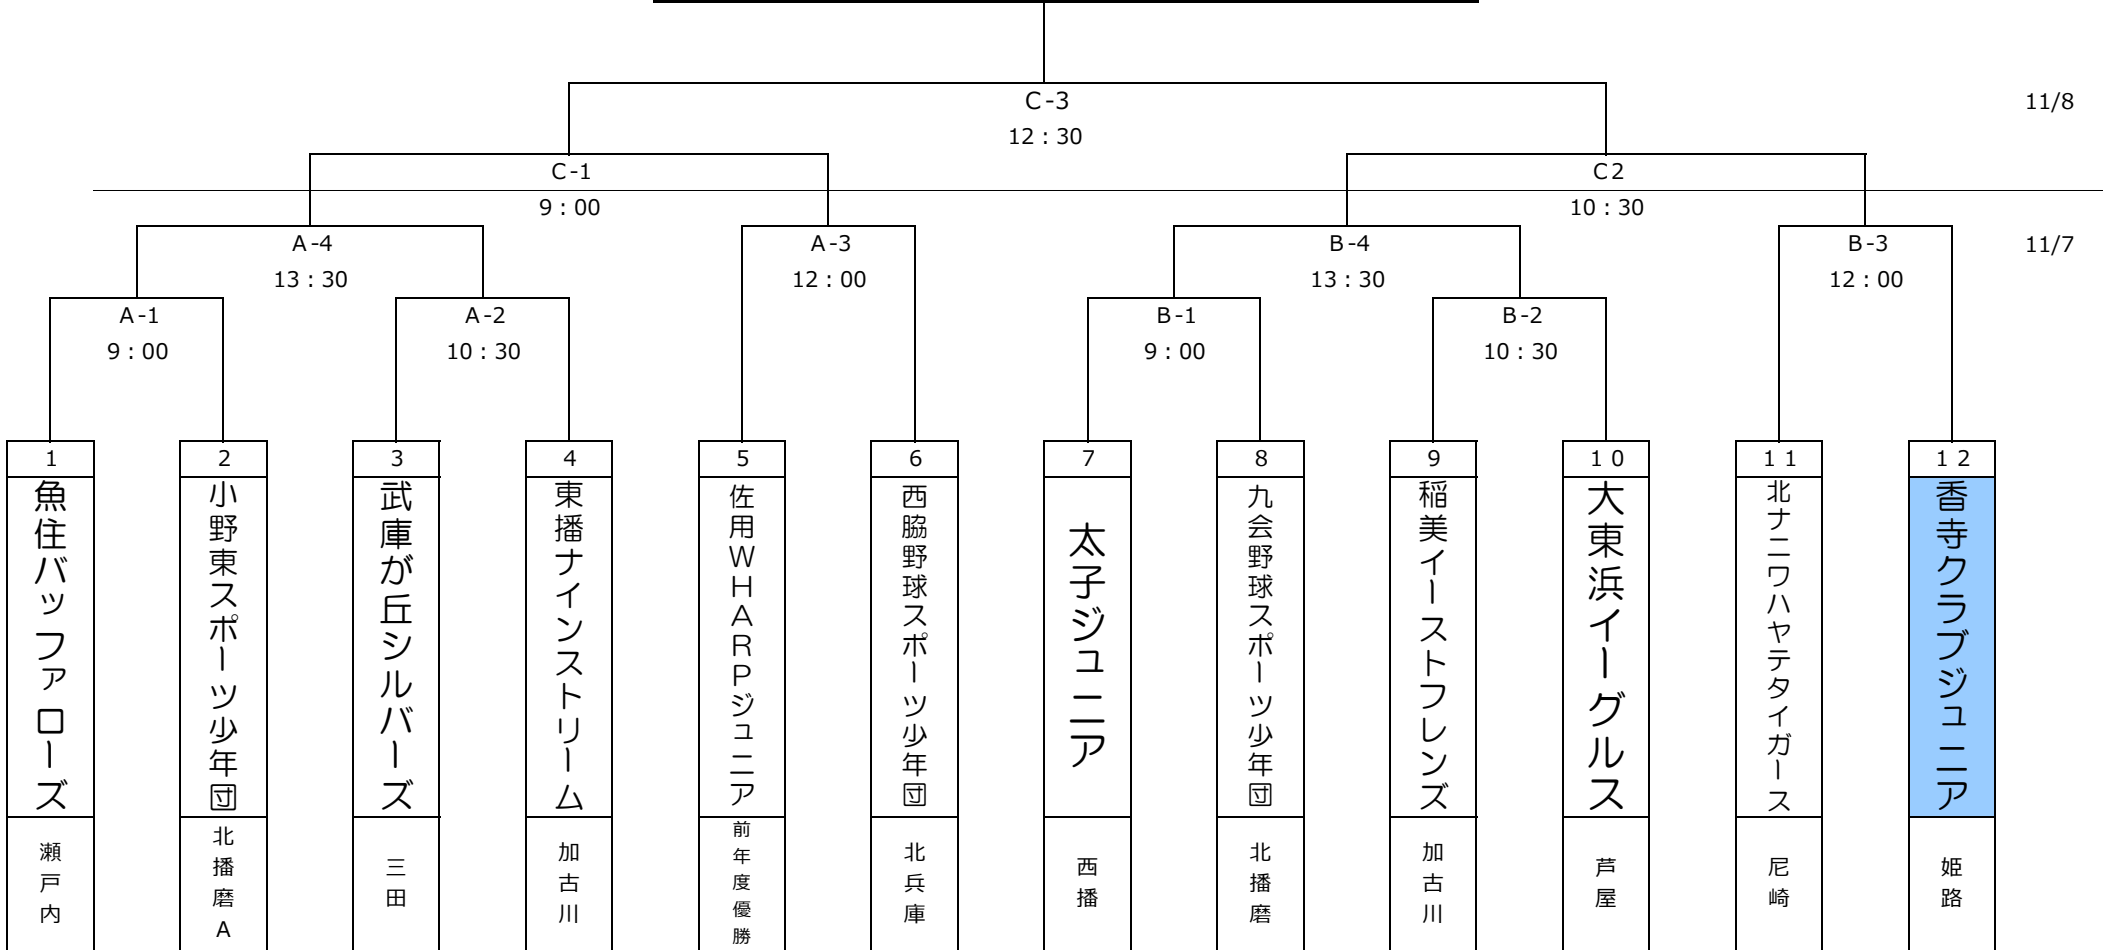 C-3
11/8
12：30
C-1
C2
9：00
10：30
A-4
A-3
B-4
B-3
11/7
13：30
12：00
13：30
12：00
A-1
A-2
B-1
B-2
9：00
10：30
9：00
10：30
1
2
3
4
5
6
7
8
9
10
11
12
魚住バッファローズ
小野東スポーツ少年団
武庫が丘シルバーズ
東播ナインストリーム
佐用WHARPジュニア
西脇野球スポーツ少年団
太子ジュニア
九会野球スポーツ少年団
稲美イーストフレンズ
大東浜イーグルス
北ナニワハヤテタイガース
香寺クラブジュニア
瀬戸内
北播磨A
三田
加古川
前年度優勝
北兵庫
西播
北播磨
加古川
芦屋
尼崎
姫路